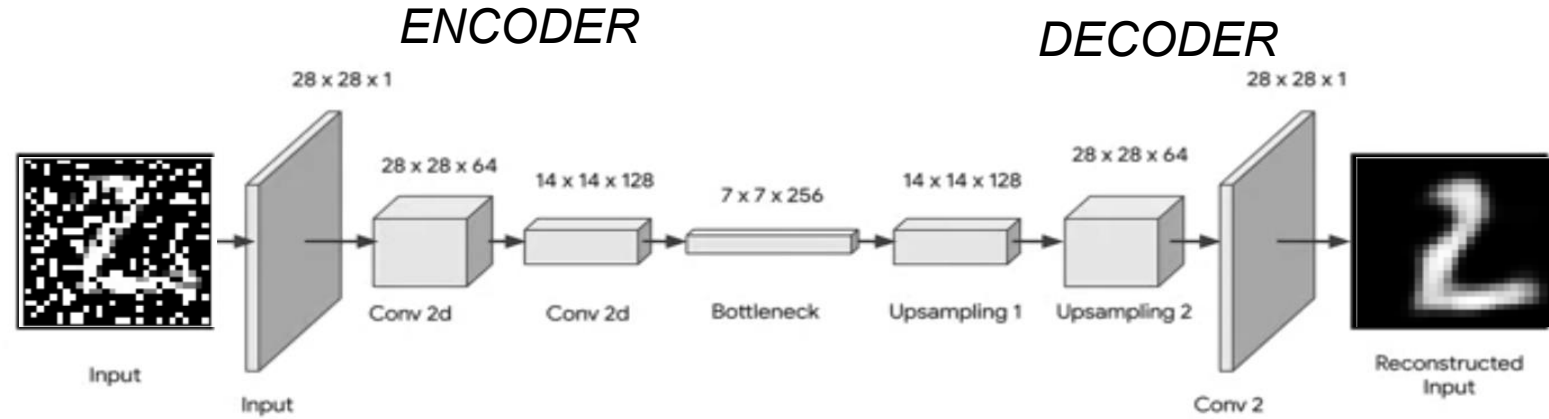 ENCODER
DECODER
28 x 28 x 1
28 x 28 x 64
14 x 14 x 128
7 x 7 x 256
14 x 14 x 128
28 x 28 x 64
28 x 28 x 1
Conv 2d
Conv 2d
Bottleneck
Upsampling 1
Upsampling 2
Input
Input
Conv 2
Reconstructed
Input
2
2